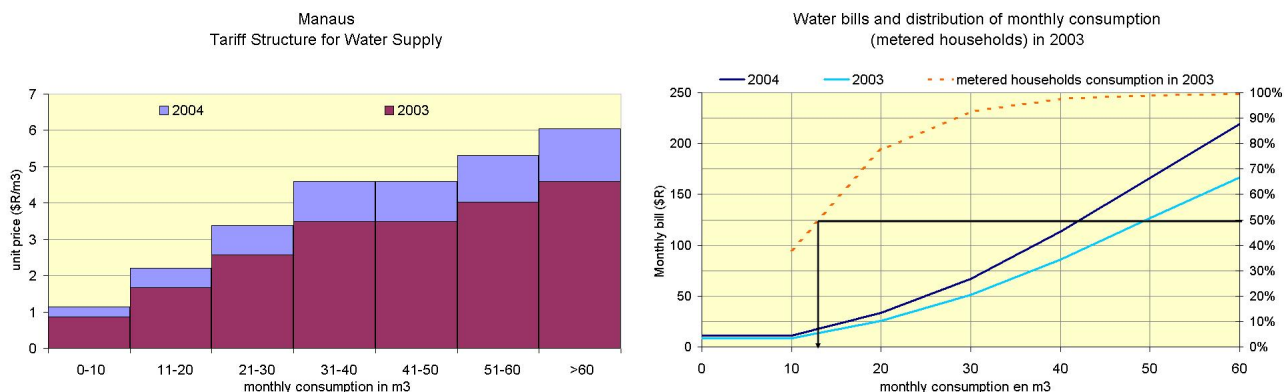 Manaus
Tariff Structure for Water Supply
7
6
5
4
3
2
1
0
unit price ($R/m3)
2004
2003
0-10 11-20 21-30 31-40 41-50 51-60 >60
monthly consumption in m3
Water bills and distribution of monthly consumption
(metered households) in 2003
2004 2003 metered households consumption in 2003
250
200
150
100
50
0
Monthly bill ($R)
100%
90%
80%
70%
60%
50%
40%
30%
20%
10%
0%
0 10 20 30 40 50 60
monthly consumption en m3